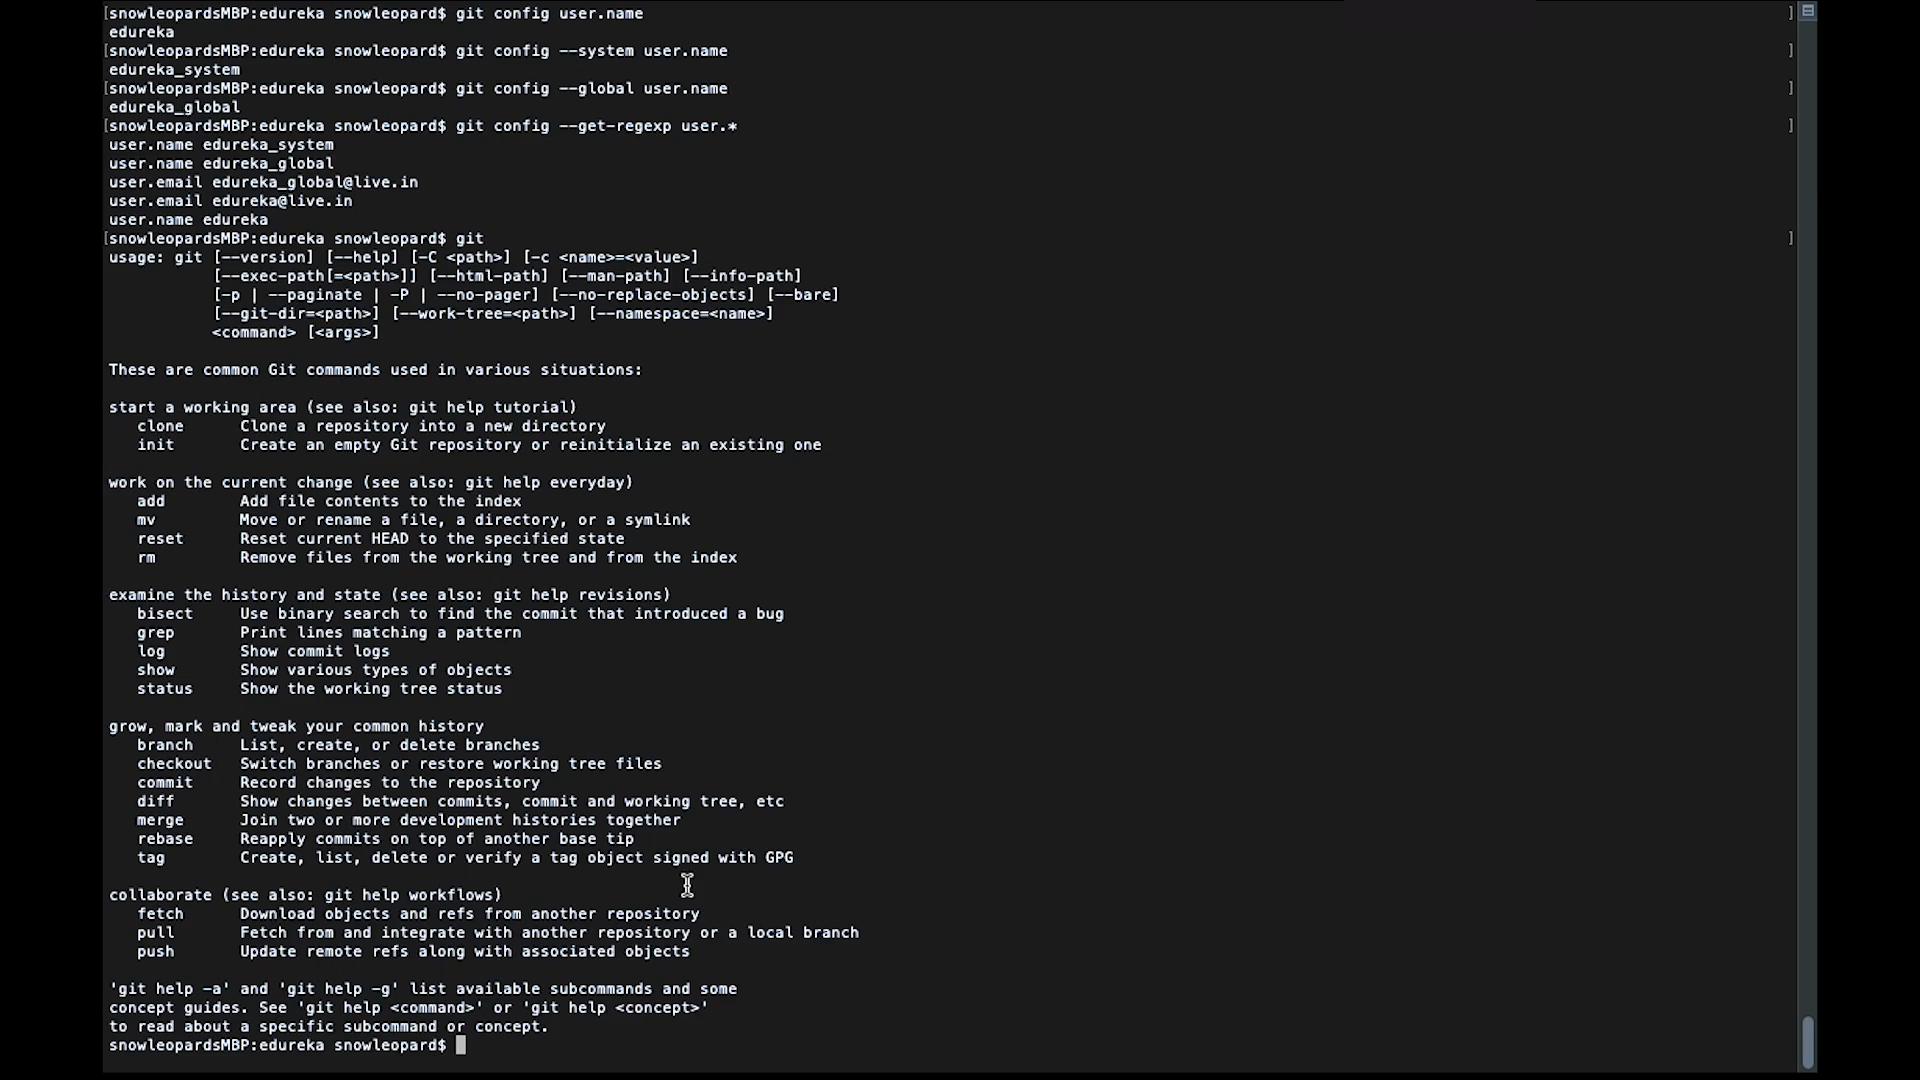 [snowleopardsMBP:edureka snowleopard$ git config user.name ]
edureka
[snowleopardsMBP:edureka snowleopard$ git config --system user.name ]
edureka_system
[snowleopardsMBP:edureka snowleopard$ git config --global user.name ]
edureka_global
[snowleopardsMBP:edureka snowleopard$ git config --get-regexp user.* ]
user.name edureka_system
user.name edureka_global
user.email edureka_global@live.in
user.email edureka@live.in
user.name edureka
[snowleopardsMBP:edureka snowleopard$ git ]
usage: git [--version] [--help] [-C <path>] [-c <name>=<value>]
           [--exec-path[=<path>]] [--html-path] [--man-path] [--info-path]
           [-p | --paginate | -P | --no-pager] [--no-replace-objects] [--bare]
           [--git-dir=<path>] [--work-tree=<path>] [--namespace=<name>]
           <command> [<args>]

These are common Git commands used in various situations:

start a working area (see also: git help tutorial)
   clone      Clone a repository into a new directory
   init       Create an empty Git repository or reinitialize an existing one

work on the current change (see also: git help everyday)
   add        Add file contents to the index
   mv         Move or rename a file, a directory, or a symlink
   reset      Reset current HEAD to the specified state
   rm         Remove files from the working tree and from the index

examine the history and state (see also: git help revisions)
   bisect     Use binary search to find the commit that introduced a bug
   grep       Print lines matching a pattern
   log        Show commit logs
   show       Show various types of objects
   status     Show the working tree status

grow, mark and tweak your common history
   branch     List, create, or delete branches
   checkout   Switch branches or restore working tree files
   commit     Record changes to the repository
   diff       Show changes between commits, commit and working tree, etc
   merge      Join two or more development histories together
   rebase     Reapply commits on top of another base tip
   tag        Create, list, delete or verify a tag object signed with GPG

collaborate (see also: git help workflows)
   fetch      Download objects and refs from another repository
   pull       Fetch from and integrate with another repository or a local branch
   push       Update remote refs along with associated objects

'git help -a' and 'git help -g' list available subcommands and some
concept guides. See 'git help <command>' or 'git help <concept>'
to read about a specific subcommand or concept.
snowleopardsMBP:edureka snowleopard$